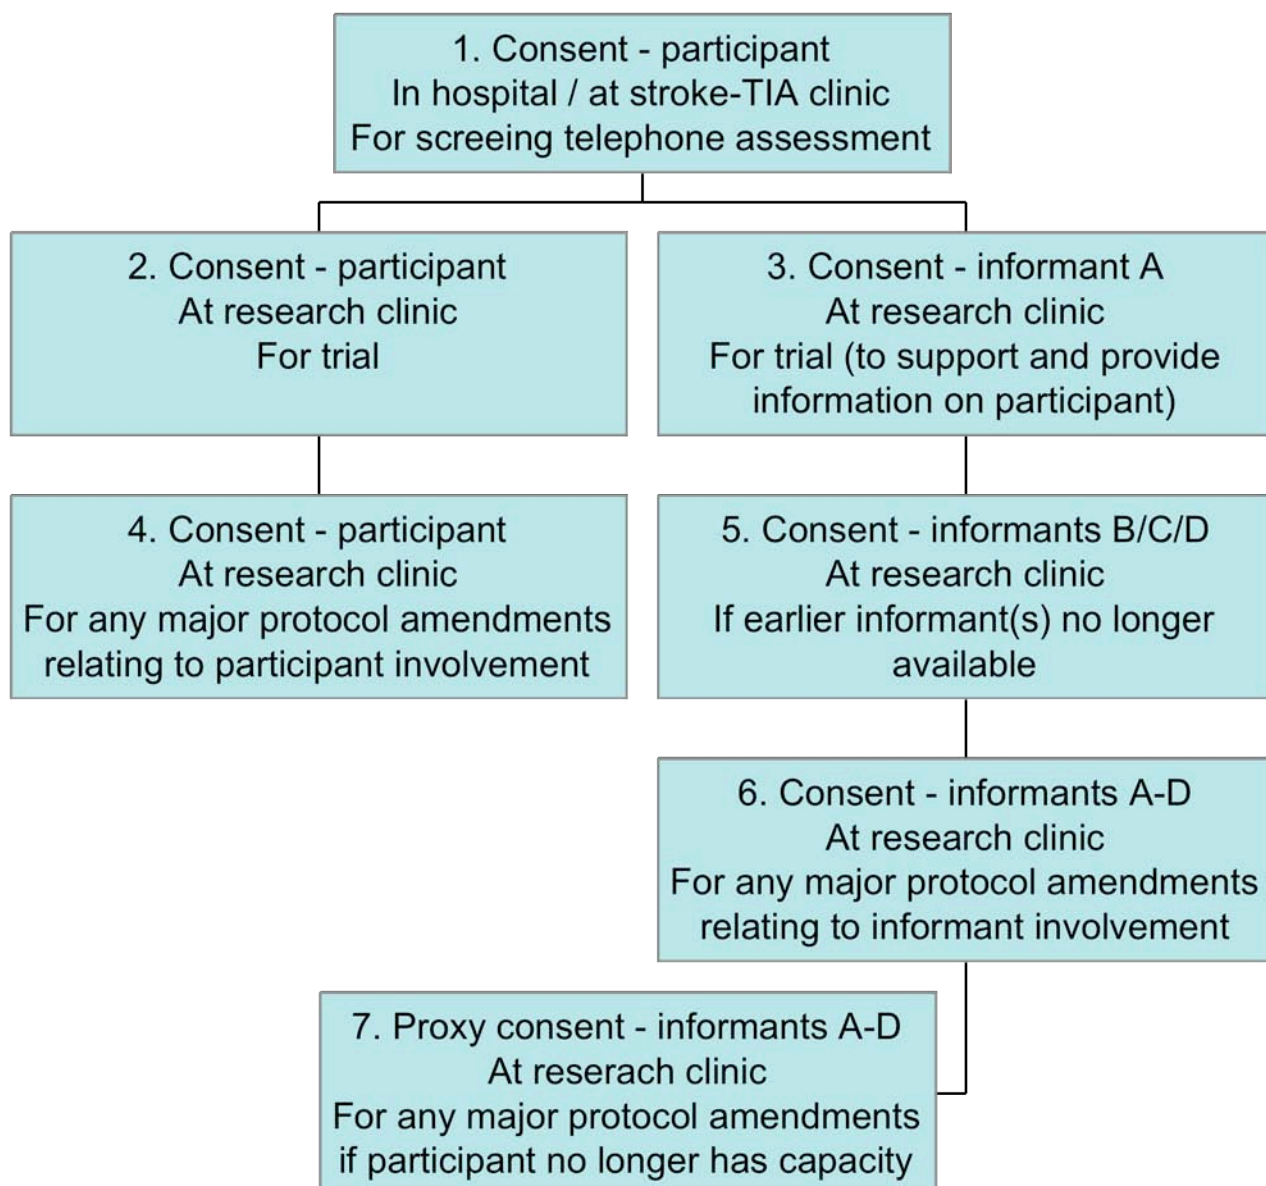 1. Consent - participant
In hospital / at stroke-TIA clinic
For screeing telephone assessment
2. Consent - participant
At research clinic
For trial
3. Consent - informant A
At research clinic
For trial (to support and provide
information on participant)
4. Consent - participant
At research clinic
For any major protocol amendments
relating to participant involvement
5. Consent - informants B/C/D
At research clinic
If earlier informant(s) no longer
available
6. Consent - informants A-D
At research clinic
For any major protocol amendments
relating to informant involvement
7. Proxy consent - informants A-D
At reserach clinic
For any major protocol amendments
if participant no longer has capacity